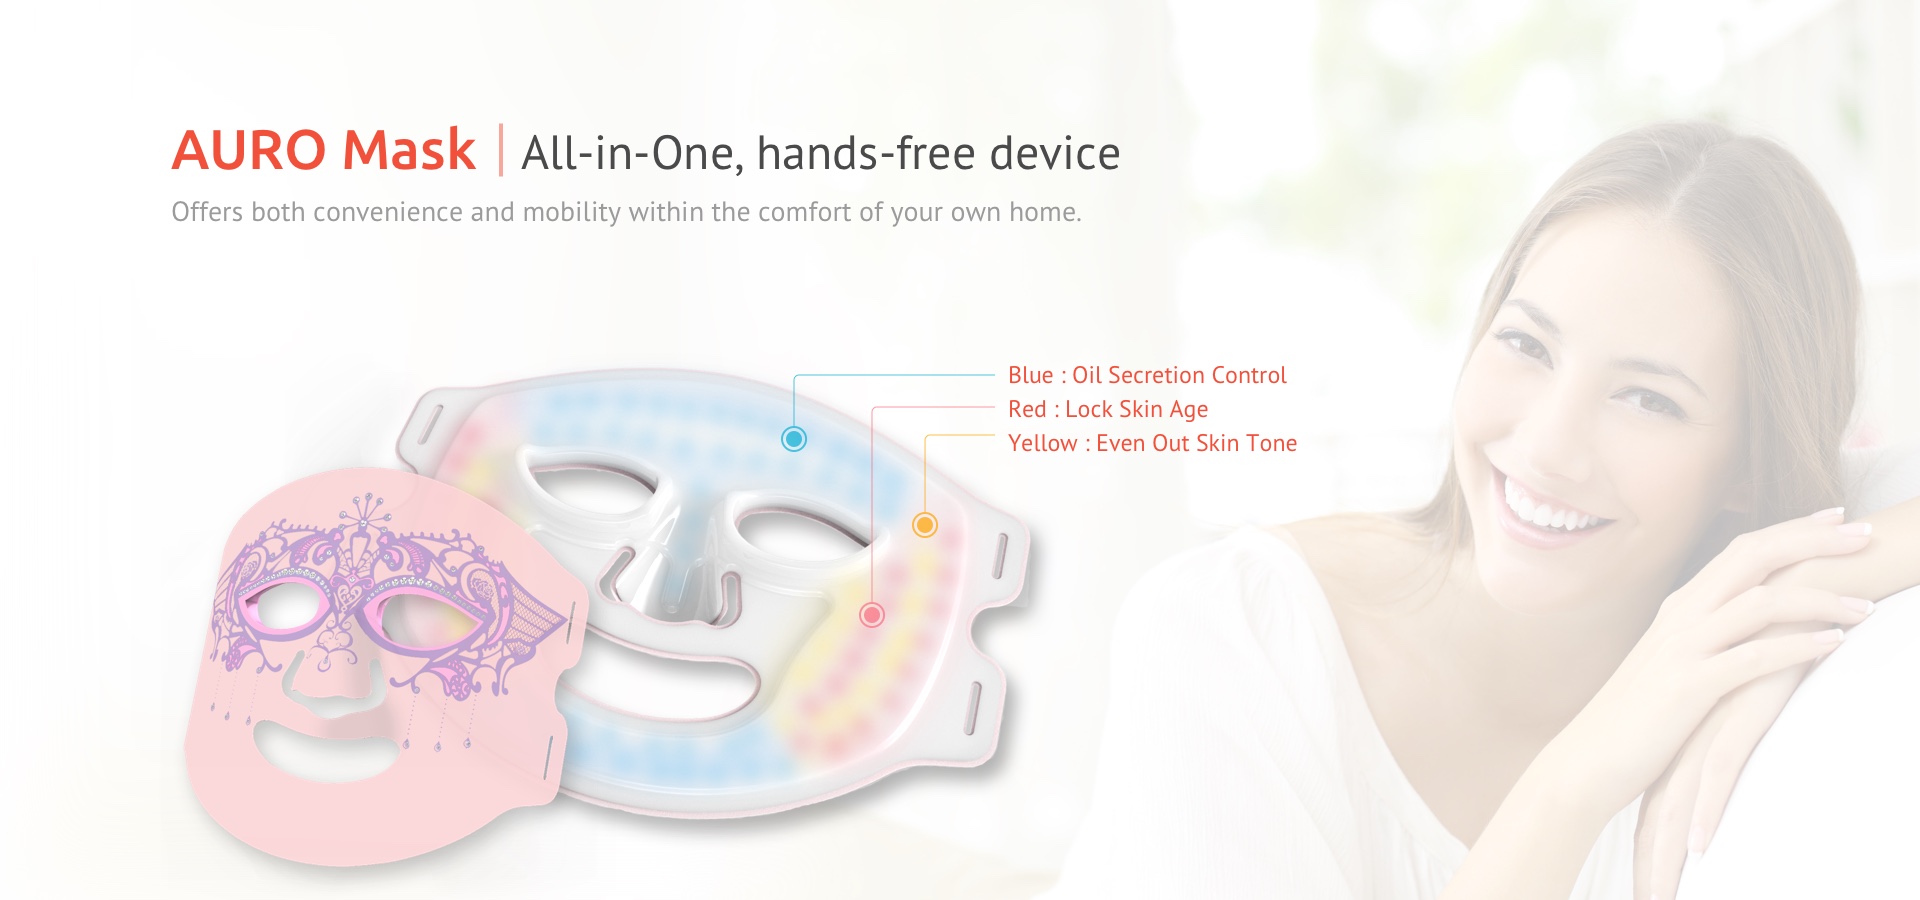 AURO Mask | All-in-One, hands-free device
Offers both convenience and mobility within the comfort of your own home.
Blue : Oil Secretion Control
Red : Lock Skin Age
Yellow : Even Out Skin Tone